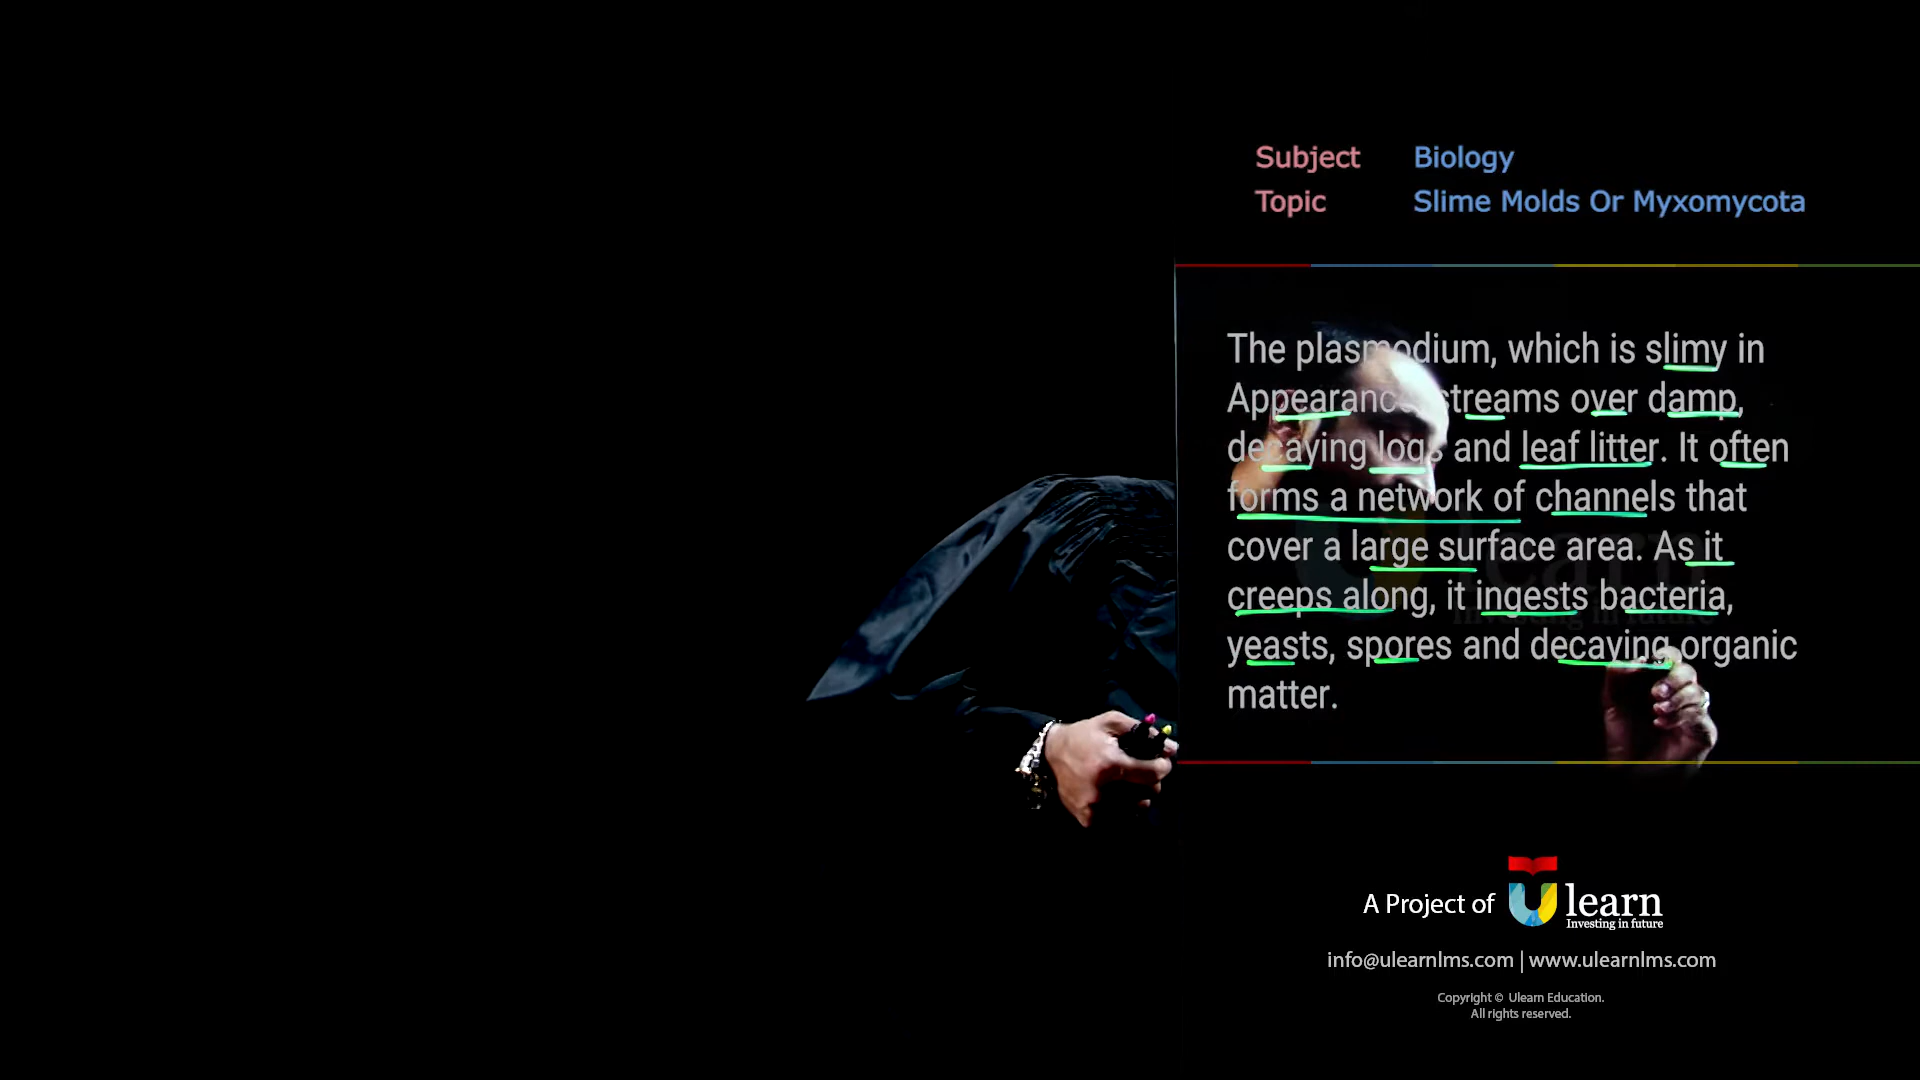 Subject Biology
Topic Slime Molds Or Myxomycota
The plasmodium, which is slimy in
Appearance streams over damp,
decaying logs and leaf litter. It often
forms a network of channels that
cover a large surface area. As it
creeps along, it ingests bacteria,
yeasts, spores and decaying organic
matter.
A Project of Ulearn
Investing in future
info@ulearnlms.com | www.ulearnlms.com
Copyright © Ulearn Education.
All rights reserved.